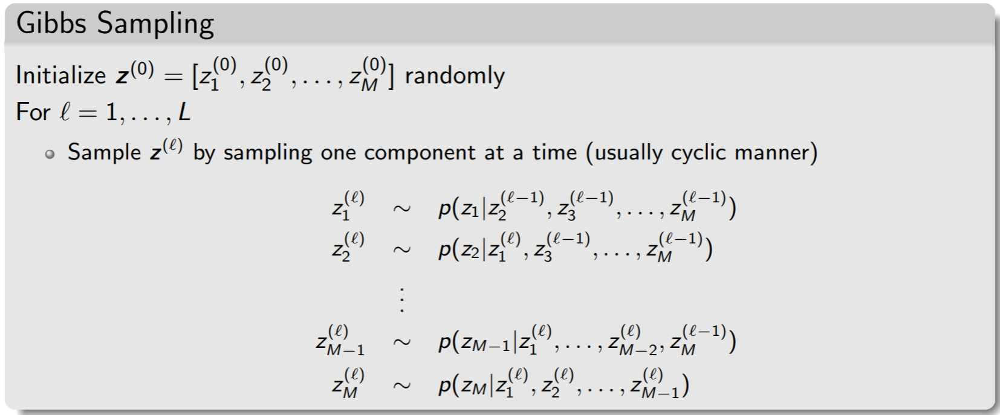 Gibbs Sampling
Initialize $\boldsymbol{z}^{(0)} = [z_1^{(0)}, z_2^{(0)}, \ldots, z_M^{(0)}]$ randomly
For $\ell = 1, \ldots, L$
• Sample $\boldsymbol{z}^{(\ell)}$ by sampling one component at a time (usually cyclic manner)
$z_1^{(\ell)} \sim p(z_1|z_2^{(\ell-1)}, z_3^{(\ell-1)}, \ldots, z_M^{(\ell-1)})$
$z_2^{(\ell)} \sim p(z_2|z_1^{(\ell)}, z_3^{(\ell-1)}, \ldots, z_M^{(\ell-1)})$
$\vdots$
$z_{M-1}^{(\ell)} \sim p(z_{M-1}|z_1^{(\ell)}, \ldots, z_{M-2}^{(\ell)}, z_M^{(\ell-1)})$
$z_M^{(\ell)} \sim p(z_M|z_1^{(\ell)}, z_2^{(\ell)}, \ldots, z_{M-1}^{(\ell)})$